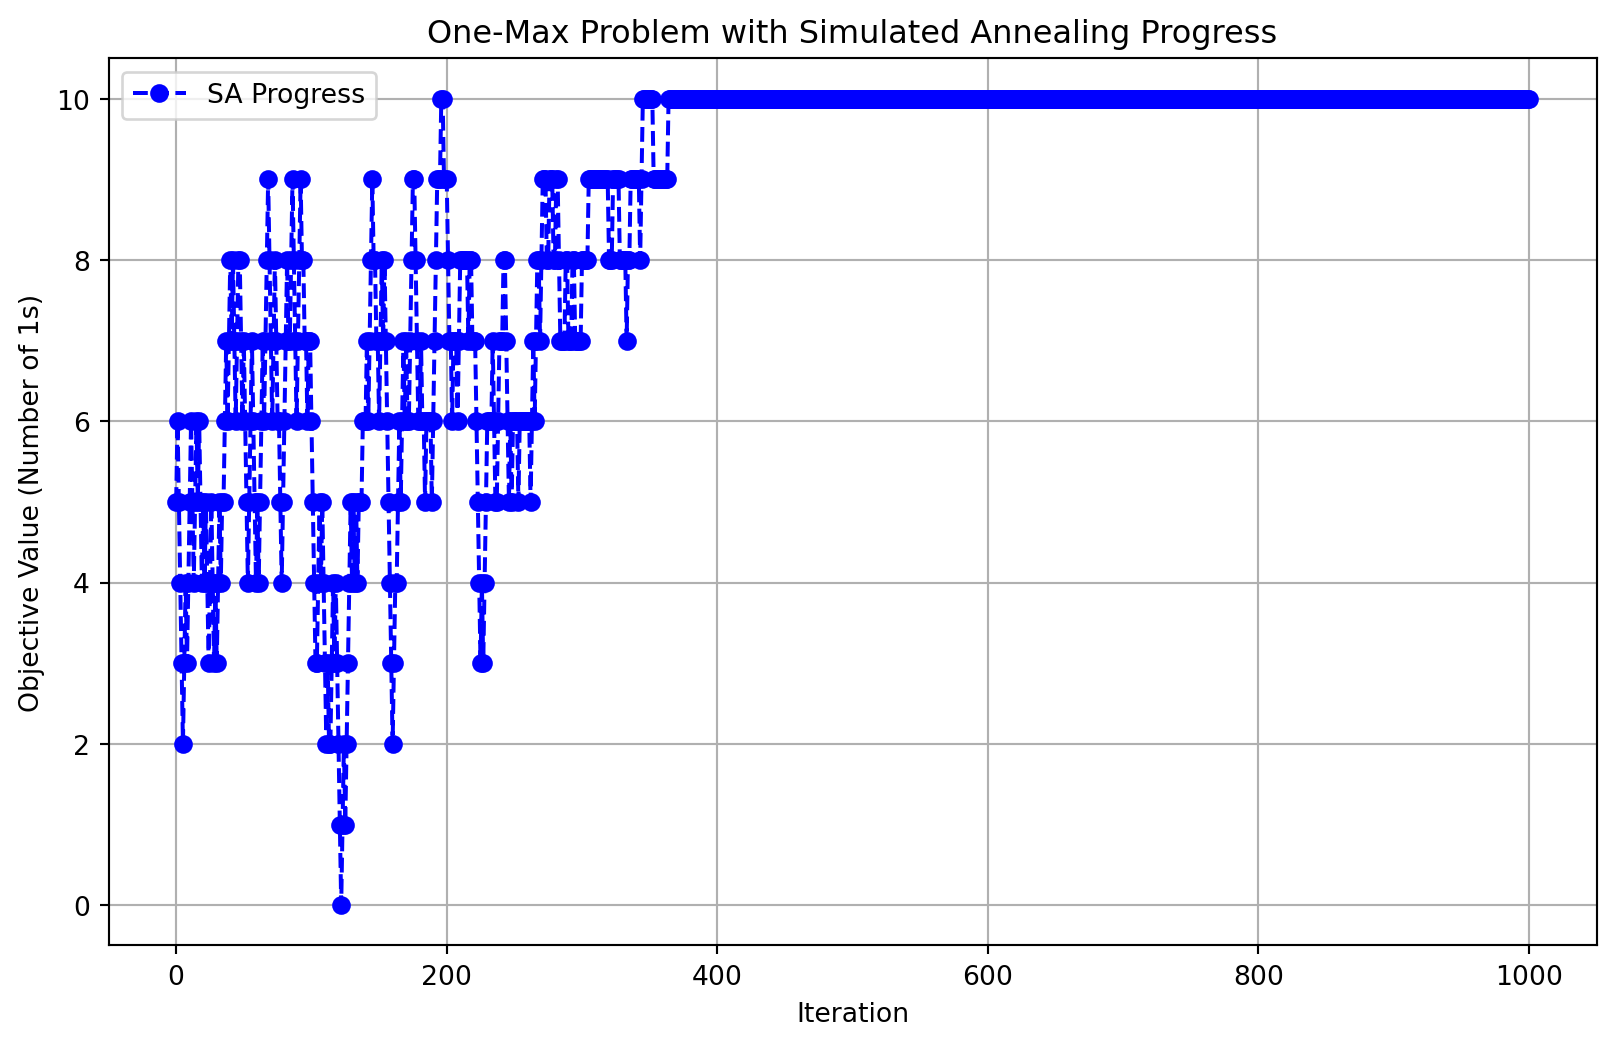 One-Max Problem with Simulated Annealing Progress
SA Progress
10
8
6
4
2
0
Objective Value (Number of 1s)
0 200 400 600 800 1000
Iteration